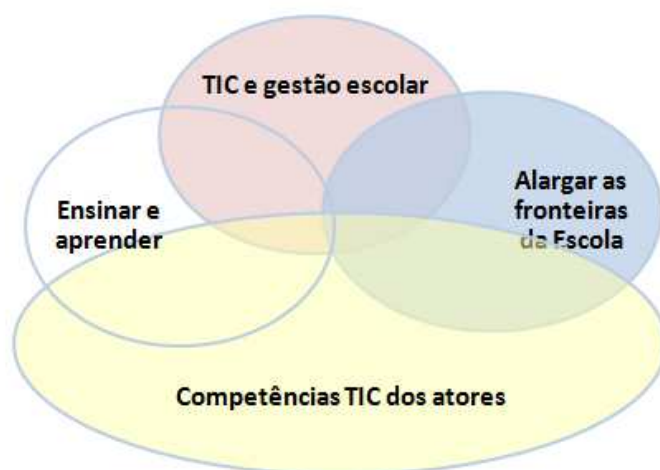 TIC e gestão escolar
Ensinar e
aprender
Alargar as
fronteiras
da Escola
Competências TIC dos atores